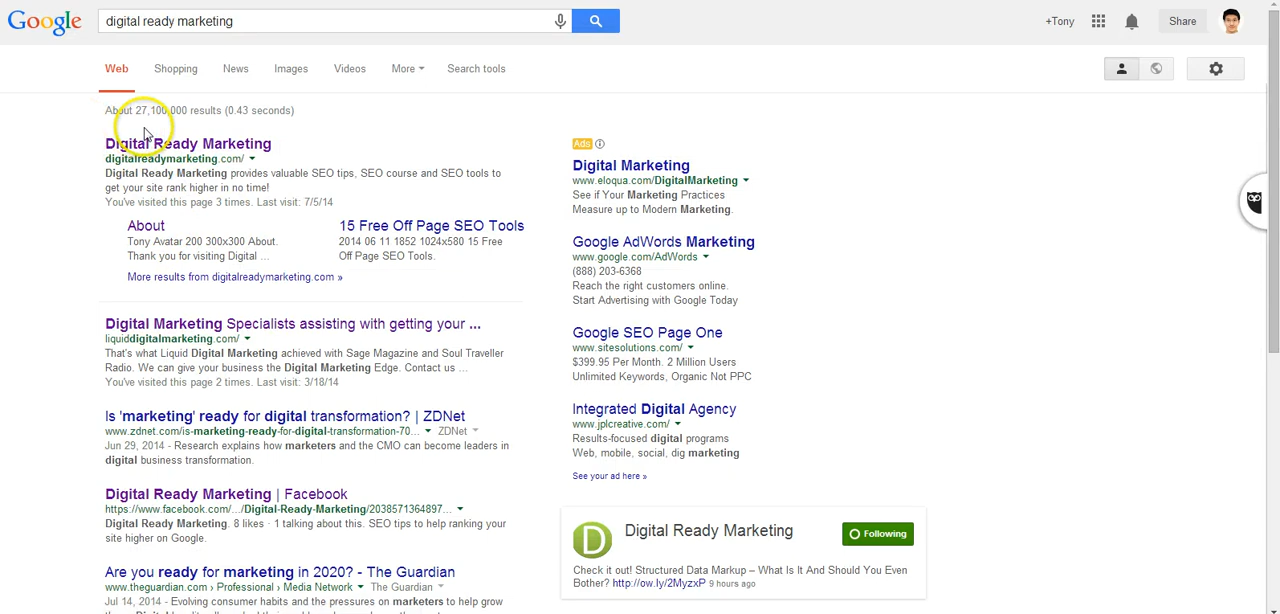 Google
digital ready marketing
+Tony
Share
Web
Shopping
News
Images
Videos
More
Search tools
About 27,100,000 results (0.43 seconds)
Digital Ready Marketing
digitalreadymarketing.com/
Digital Ready Marketing provides valuable SEO tips, SEO course and SEO tools to
get your site rank higher in no time!
You've visited this page 3 times. Last visit: 7/5/14
About
Tony Avatar 200 300x300 About.
Thank you for visiting Digital ...
15 Free Off Page SEO Tools
2014 06 11 1852 1024x580 15 Free
Off Page SEO Tools.
More results from digitalreadymarketing.com »
Digital Marketing Specialists assisting with getting your ...
liquiddigitalmarketing.com/
That's what Liquid Digital Marketing achieved with Sage Magazine and Soul Traveller
Radio. We can give your business the Digital Marketing Edge. Contact us ...
You've visited this page 2 times. Last visit: 3/18/14
Is 'marketing' ready for digital transformation? | ZDNet
www.zdnet.com/is-marketing-ready-for-digital-transformation-70... ZDNet
Jun 29, 2014 - Research explains how marketers and the CMO can become leaders in
digital business transformation.
Digital Ready Marketing | Facebook
https://www.facebook.com/.../Digital-Ready-Marketing/2038571364897...
Digital Ready Marketing. 8 likes · 1 talking about this. SEO tips to help ranking your
site higher on Google.
Are you ready for marketing in 2020? - The Guardian
www.theguardian.com › Professional › Media Network The Guardian
Jul 14, 2014 - Evolving consumer habits and the pressures on marketers to help grow
Ads
Digital Marketing
www.eloqua.com/DigitalMarketing
See if Your Marketing Practices
Measure up to Modern Marketing.
Google AdWords Marketing
www.google.com/AdWords
(888) 203-6368
Reach the right customers online.
Start Advertising with Google Today
Google SEO Page One
www.sitesolutions.com/
$399.95 Per Month. 2 Million Users
Unlimited Keywords, Organic Not PPC
Integrated Digital Agency
www.jplcreative.com/
Results-focused digital programs
Web, mobile, social, dig marketing
See your ad here »
D
Digital Ready Marketing
Following
Check it out! Structured Data Markup – What Is It And Should You Even
Bother? http://ow.ly/2MyzxP 9 hours ago